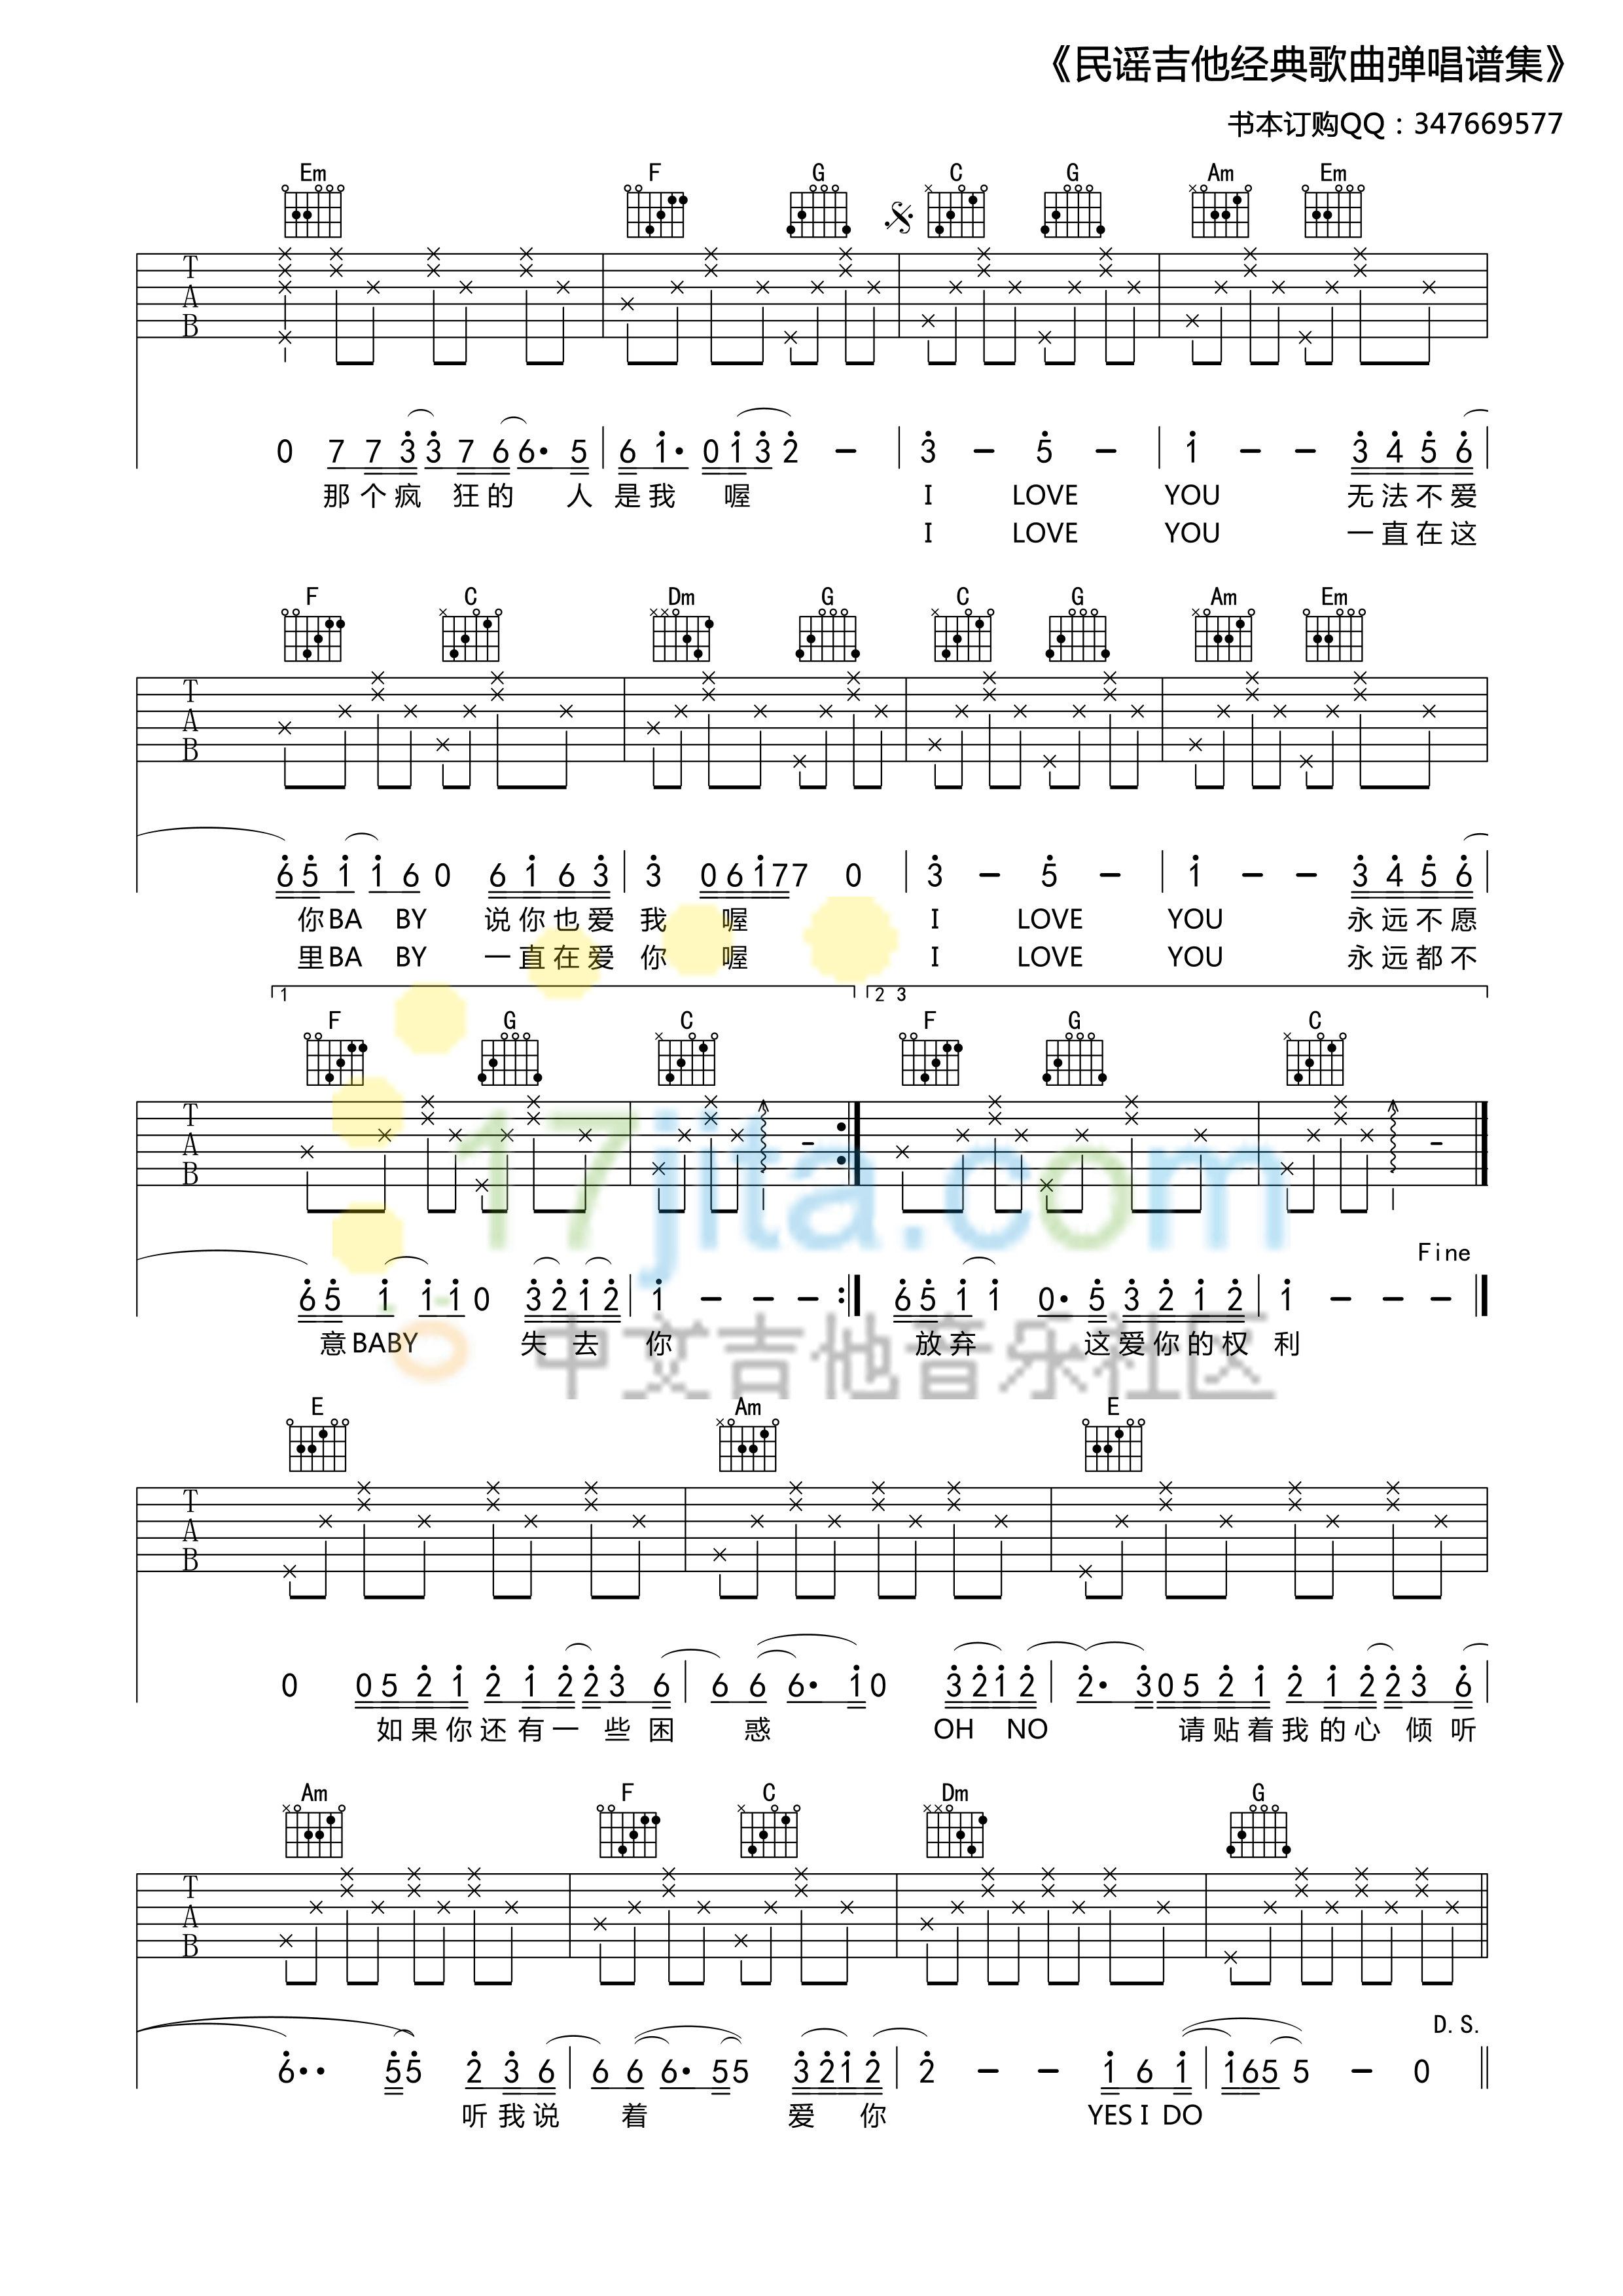 《民谣吉他经典歌曲弹唱谱集》
书本订购QQ：347669577
Em F G C G Am Em
T
A
B
0 7 7 3 3 7 6 6· 5 6 1· 0 1 3 2 - 3 - 5 - 1 - - 3 4 5 6
那个疯 狂的 人 是我 喔 I LOVE YOU 无法不爱
I LOVE YOU 一直在这
F C Dm G C G Am Em
T
A
B
6 5 1 1 6 0 6 1 6 3 3 0 6 1 7 7 0 3 - 5 - 1 - - 3 4 5 6
你BA BY 说你也爱 我 喔 I LOVE YOU 永远不愿
里BA BY 一直在爱 你 喔 I LOVE YOU 永远都不
1 2 3
F G C F G C
T
A
B
17jita.com
Fine
6 5 1 1 1 0 3 2 1 2 1 - - - 6 5 1 1 0· 5 3 2 1 2 1 - - -
意BABY 失 去 你 放弃 这爱你的权 利
中文吉他音乐社区
E Am E
T
A
B
0 0 5 2 1 2 1 2 2 3 6 6 6 6· 1 0 3 2 1 2 2· 3 0 5 2 1 2 1 2 2 3 6
如果你还有一 些困 惑 OH NO 请贴着我的心 倾听
Am F C Dm G
T
A
B
D.S.
6·· 5 5 2 3 6 6 6 6· 5 5 3 2 1 2 2 - - 1 6 1 1 6 5 5 - 0
听我说 着 爱 你 YES I DO